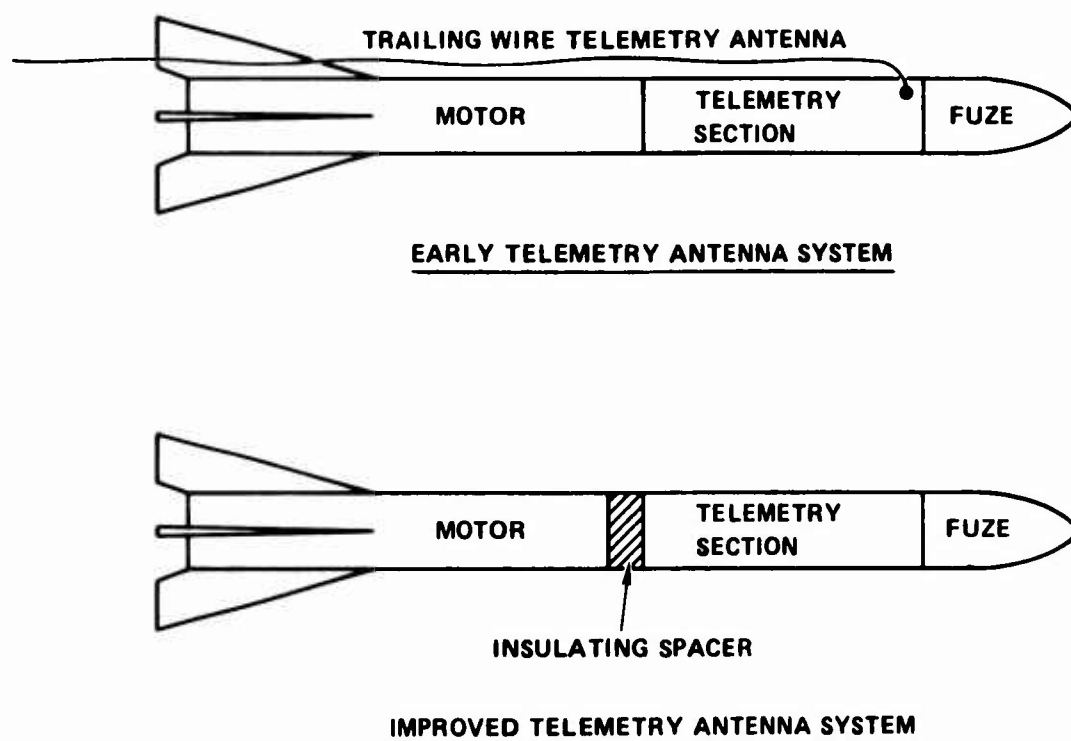 TRAILING WIRE TELEMETRY ANTENNA
MOTOR
TELEMETRY
SECTION
FUZE
EARLY TELEMETRY ANTENNA SYSTEM
MOTOR
TELEMETRY
SECTION
FUZE
INSULATING SPACER
IMPROVED TELEMETRY ANTENNA SYSTEM